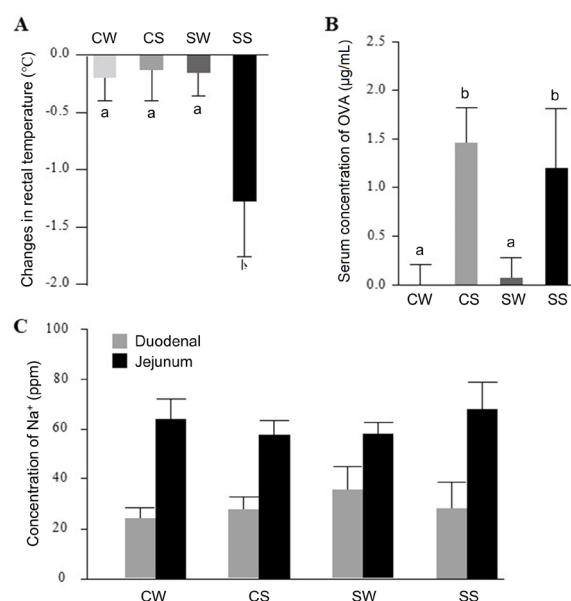 A
CW CS SW SS
Changes in rectal temperature (℃)
0.0
-0.5
-1.0
-1.5
-2.0
a a a
B
Serum concentration of OVA (μg/mL)
2.5
2.0
1.5
1.0
0.5
0.0
a b a b
CW CS SW SS
C
Duodenal
Jejunum
Concentration of Na⁺ (ppm)
100
80
60
40
20
0
CW CS SW SS